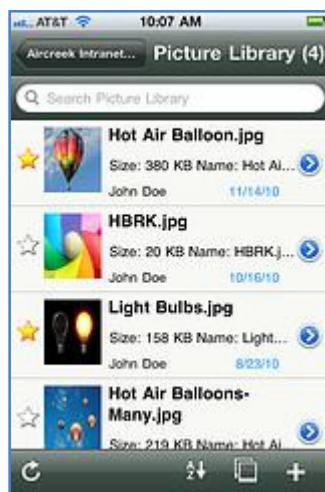 AT&T 10:07 AM
Aircreek Intranet... Picture Library (4)
Search Picture Library
Hot Air Balloon.jpg
Size: 380 KB Name: Hot Ai...
John Doe 11/14/10
HBRK.jpg
Size: 20 KB Name: HBRK.j...
John Doe 10/16/10
Light Bulbs.jpg
Size: 158 KB Name: Light...
John Doe 8/23/10
Hot Air Balloons-
Many.jpg
Size: 219 KB Name: Hot Ai...